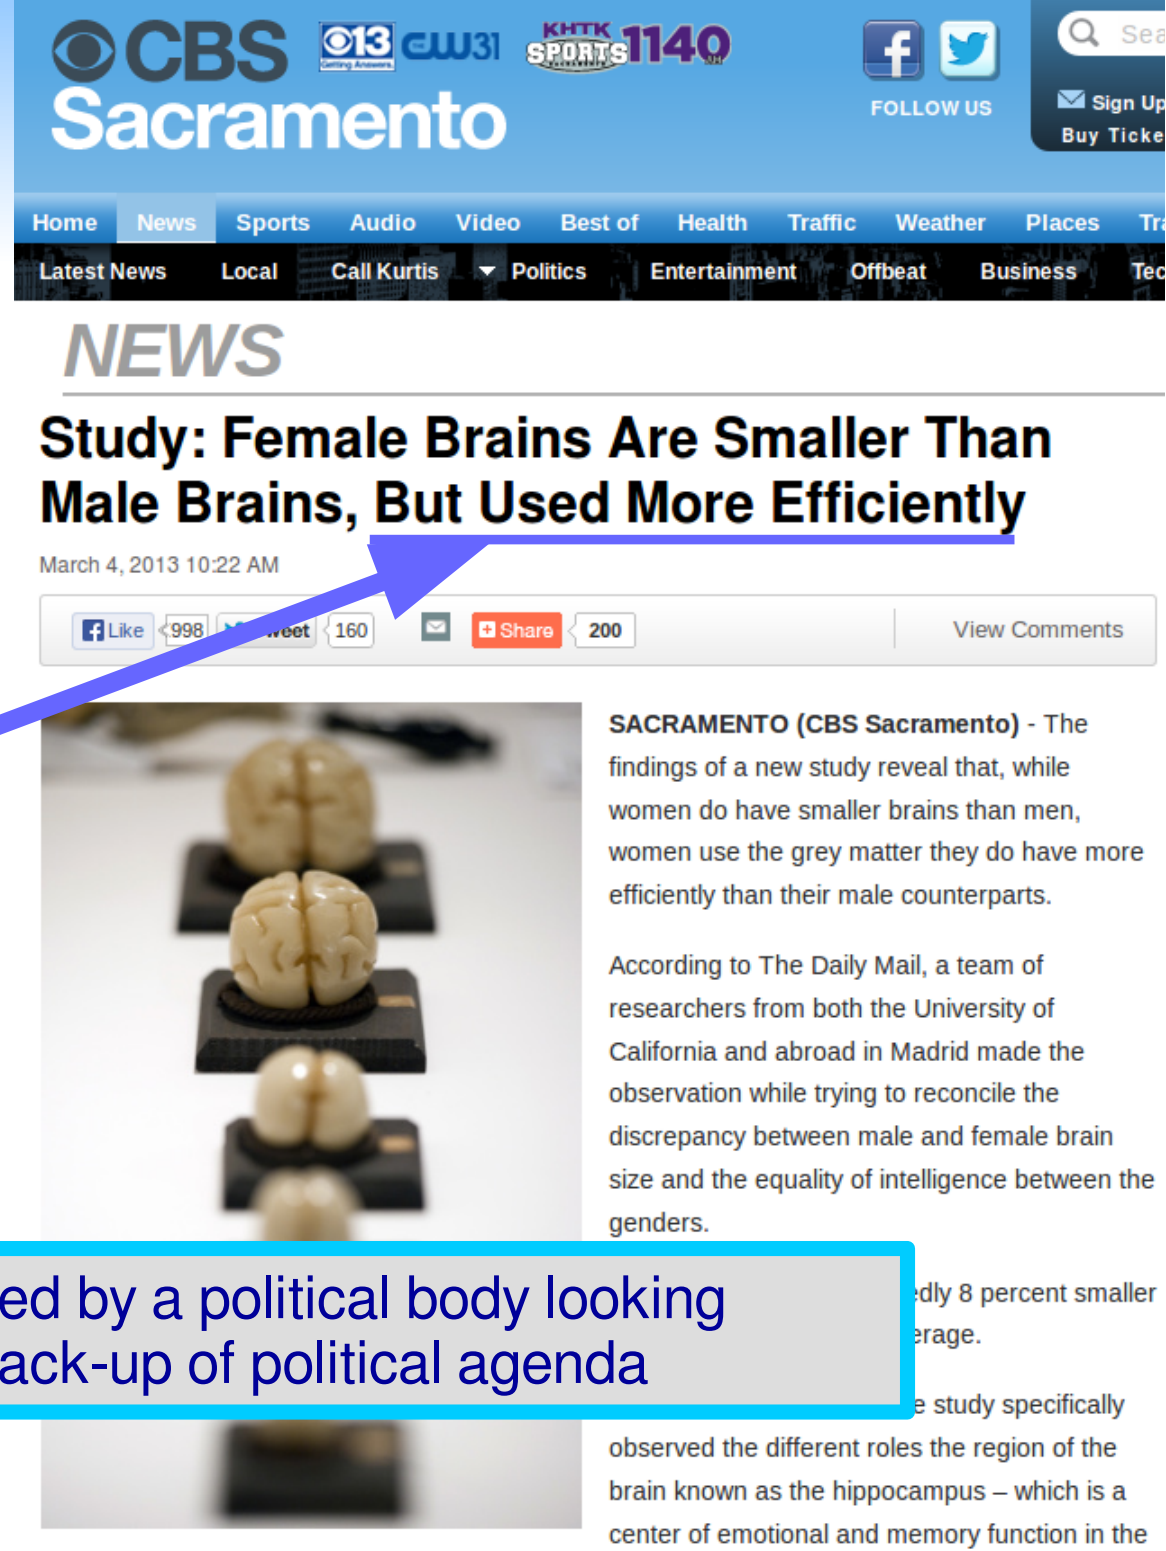 CBS 13 CW31 KHTK SPORTS 1140 AM
Getting Answers.
Sacramento
FOLLOW US
Sign Up
Buy
Home News Sports Audio Video Best of Health Traffic Weather Places
Latest News Local Call Kurtis Politics Entertainment Offbeat Business
NEWS
Study: Female Brains Are Smaller Than
Male Brains, But Used More Efficiently
March 4, 2013 10:22 AM
Like 998 160 Share 200 View Comments
SACRAMENTO (CBS Sacramento) - The
findings of a new study reveal that, while
women do have smaller brains than men,
women use the grey matter they do have more
efficiently than their male counterparts.
According to The Daily Mail, a team of
researchers from both the University of
California and abroad in Madrid made the
observation while trying to reconcile the
discrepancy between male and female brain
size and the equality of intelligence between the
genders.
ed by a political body looking
ack-up of political agenda
edly 8 percent smaller
erage.
e study specifically
observed the different roles the region of the
brain known as the hippocampus – which is a
center of emotional and memory function in the